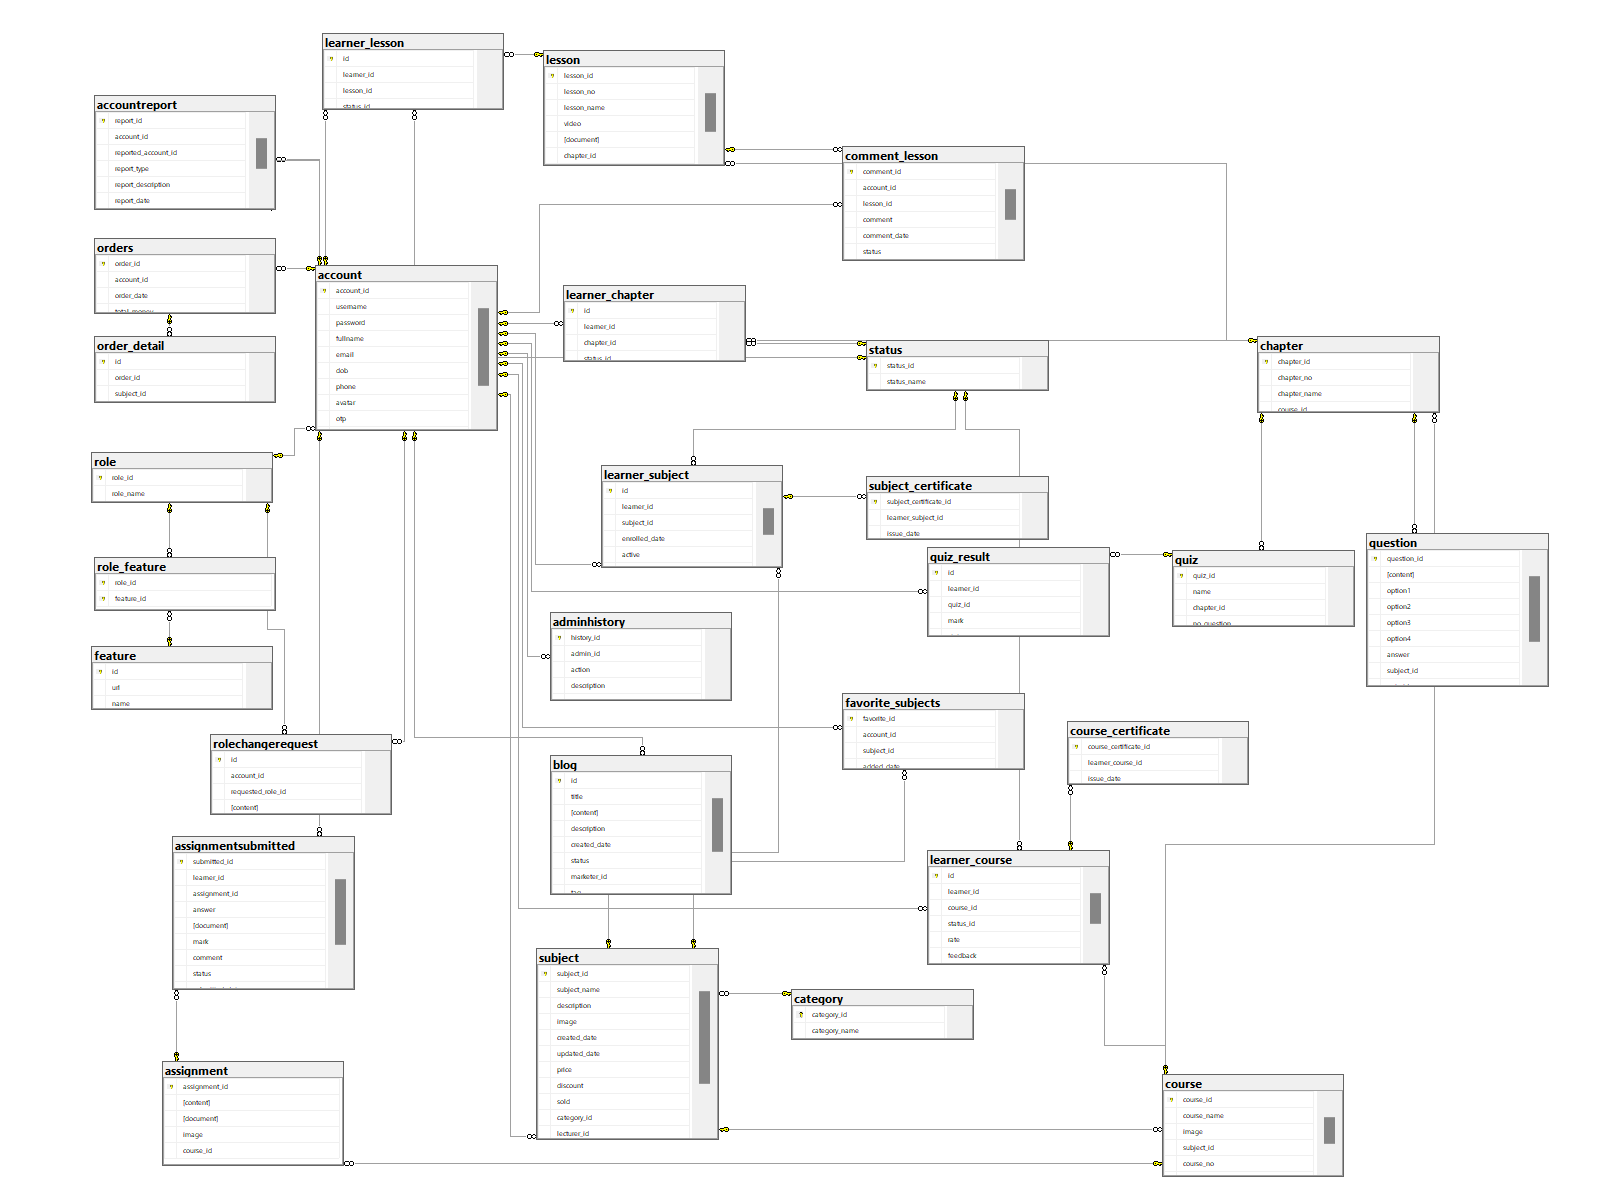 learner_lesson
id
learner_id
lesson_id
status_id
lesson
lesson_id
lesson_no
lesson_name
video
[document]
chapter_id
accountreport
report_id
account_id
reported_account_id
report_type
report_description
report_date
comment_lesson
comment_id
account_id
lesson_id
comment
comment_date
status
orders
order_id
account_id
order_date
total_money
account
account_id
username
password
fullname
email
dob
phone
avatar
otp
learner_chapter
id
learner_id
chapter_id
status_id
order_detail
id
order_id
subject_id
status
status_id
status_name
chapter
chapter_id
chapter_no
chapter_name
course_id
role
role_id
role_name
learner_subject
id
learner_id
subject_id
enrolled_date
active
subject_certificate
subject_certificate_id
learner_subject_id
issue_date
question
question_id
[content]
option1
option2
option3
option4
answer
subject_id
quiz_result
id
learner_id
quiz_id
mark
quiz
quiz_id
name
chapter_id
no_question
role_feature
role_id
feature_id
adminhistory
history_id
admin_id
action
description
feature
id
url
name
favorite_subjects
favorite_id
account_id
subject_id
added_date
course_certificate
course_certificate_id
learner_course_id
issue_date
rolechangerequest
id
account_id
requested_role_id
[content]
blog
id
title
[content]
description
created_date
status
marketer_id
assignmentsubmitted
submitted_id
learner_id
assignment_id
answer
[document]
mark
comment
status
learner_course
id
learner_id
course_id
status_id
rate
feedback
subject
subject_id
subject_name
description
image
created_date
updated_date
price
discount
sold
category_id
lecturer_id
category
category_id
category_name
assignment
assignment_id
[content]
[document]
image
course_id
course
course_id
course_name
image
subject_id
course_no